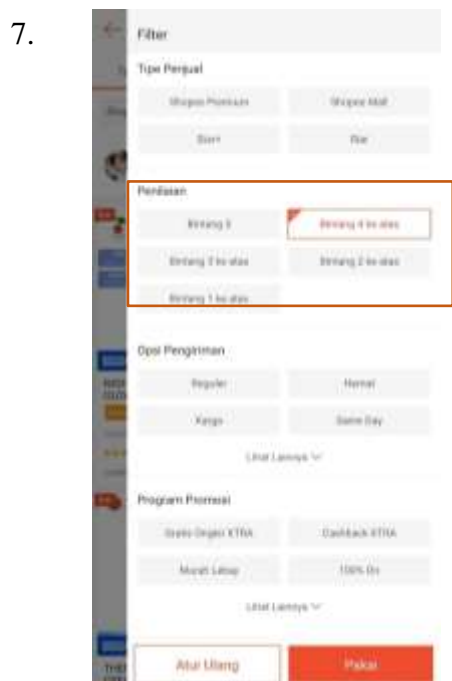 7.
Filter
Tipe Penjual
Shopee Premium Shopee Mall
Star+ Star
Penilaian
Bintang 5 Bintang 4 ke atas
Bintang 3 ke atas Bintang 2 ke atas
Bintang 1 ke atas
Opsi Pengiriman
Reguler Hemat
Kargo Same Day
Lihat Lainnya
Program Promosi
Gratis Ongkir XTRA Cashback XTRA
Murah Lebay 100% Ori
Lihat Lainnya
Atur Ulang Pakai